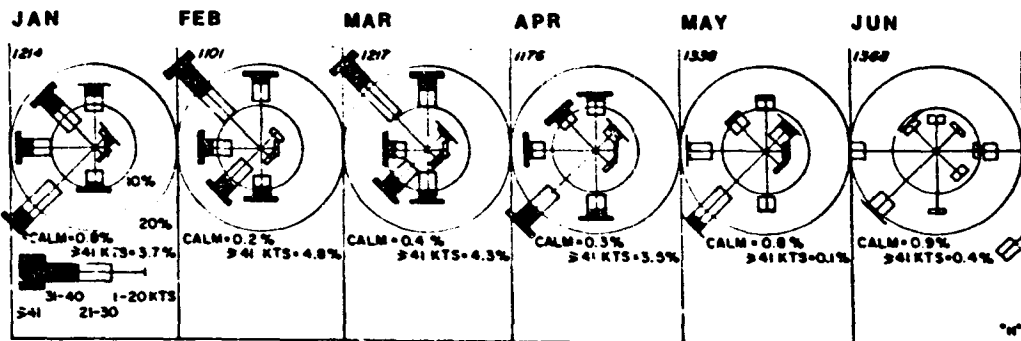 JAN FEB MAR APR MAY JUN
1214 1101 1217 1176 1338 1368
10%
20%
CALM=0.8% CALM=0.2% CALM=0.4% CALM=0.3% CALM=0.8% CALM=0.9%
≥41 KTS=3.7% ≥41 KTS=4.8% ≥41 KTS=4.3% ≥41 KTS=3.5% ≥41 KTS=0.1% ≥41 KTS=0.4%
31-40 1-20 KTS
≥41 21-30
"N"